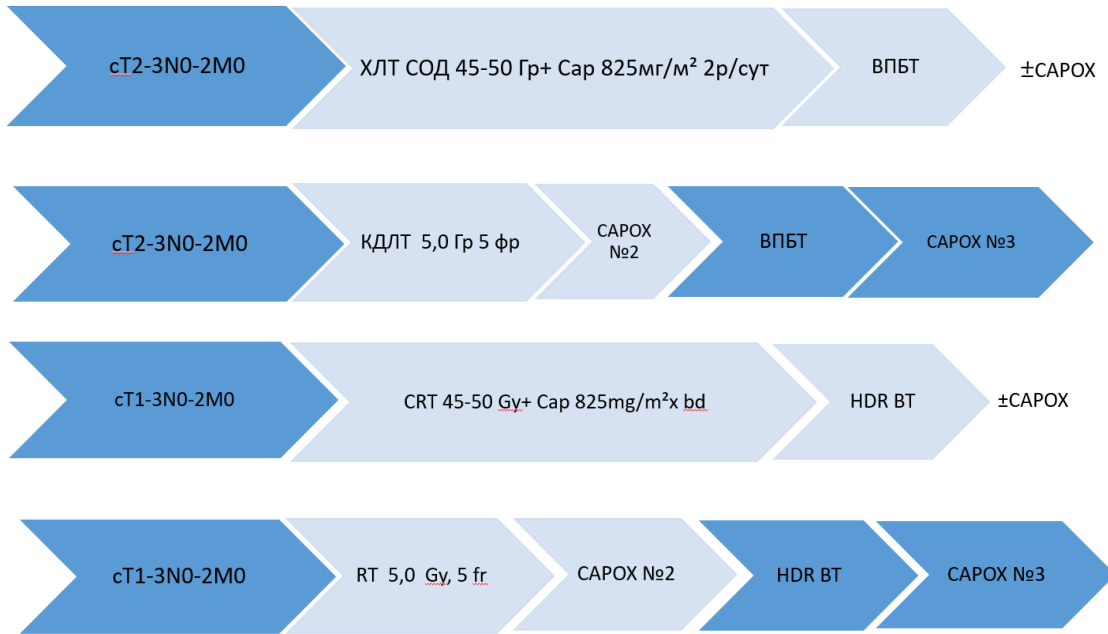 cT2-3N0-2M0
ХЛТ СОД 45-50 Гр+ Cap 825мг/м² 2р/сут
ВПБТ
±CAPOX
cT2-3N0-2M0
КДЛТ 5,0 Гр 5 фр
CAPOX
№2
ВПБТ
CAPOX №3
cT1-3N0-2M0
CRT 45-50 Gy+ Cap 825mg/m²x bd
HDR BT
±CAPOX
cT1-3N0-2M0
RT 5,0 Gy, 5 fr
CAPOX №2
HDR BT
CAPOX №3